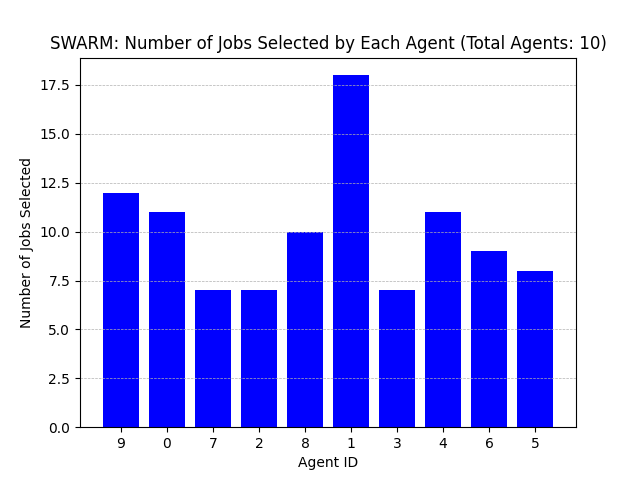 SWARM: Number of Jobs Selected by Each Agent (Total Agents: 10)
Number of Jobs Selected
17.5
15.0
12.5
10.0
7.5
5.0
2.5
0.0
9 0 7 2 8 1 3 4 6 5
Agent ID